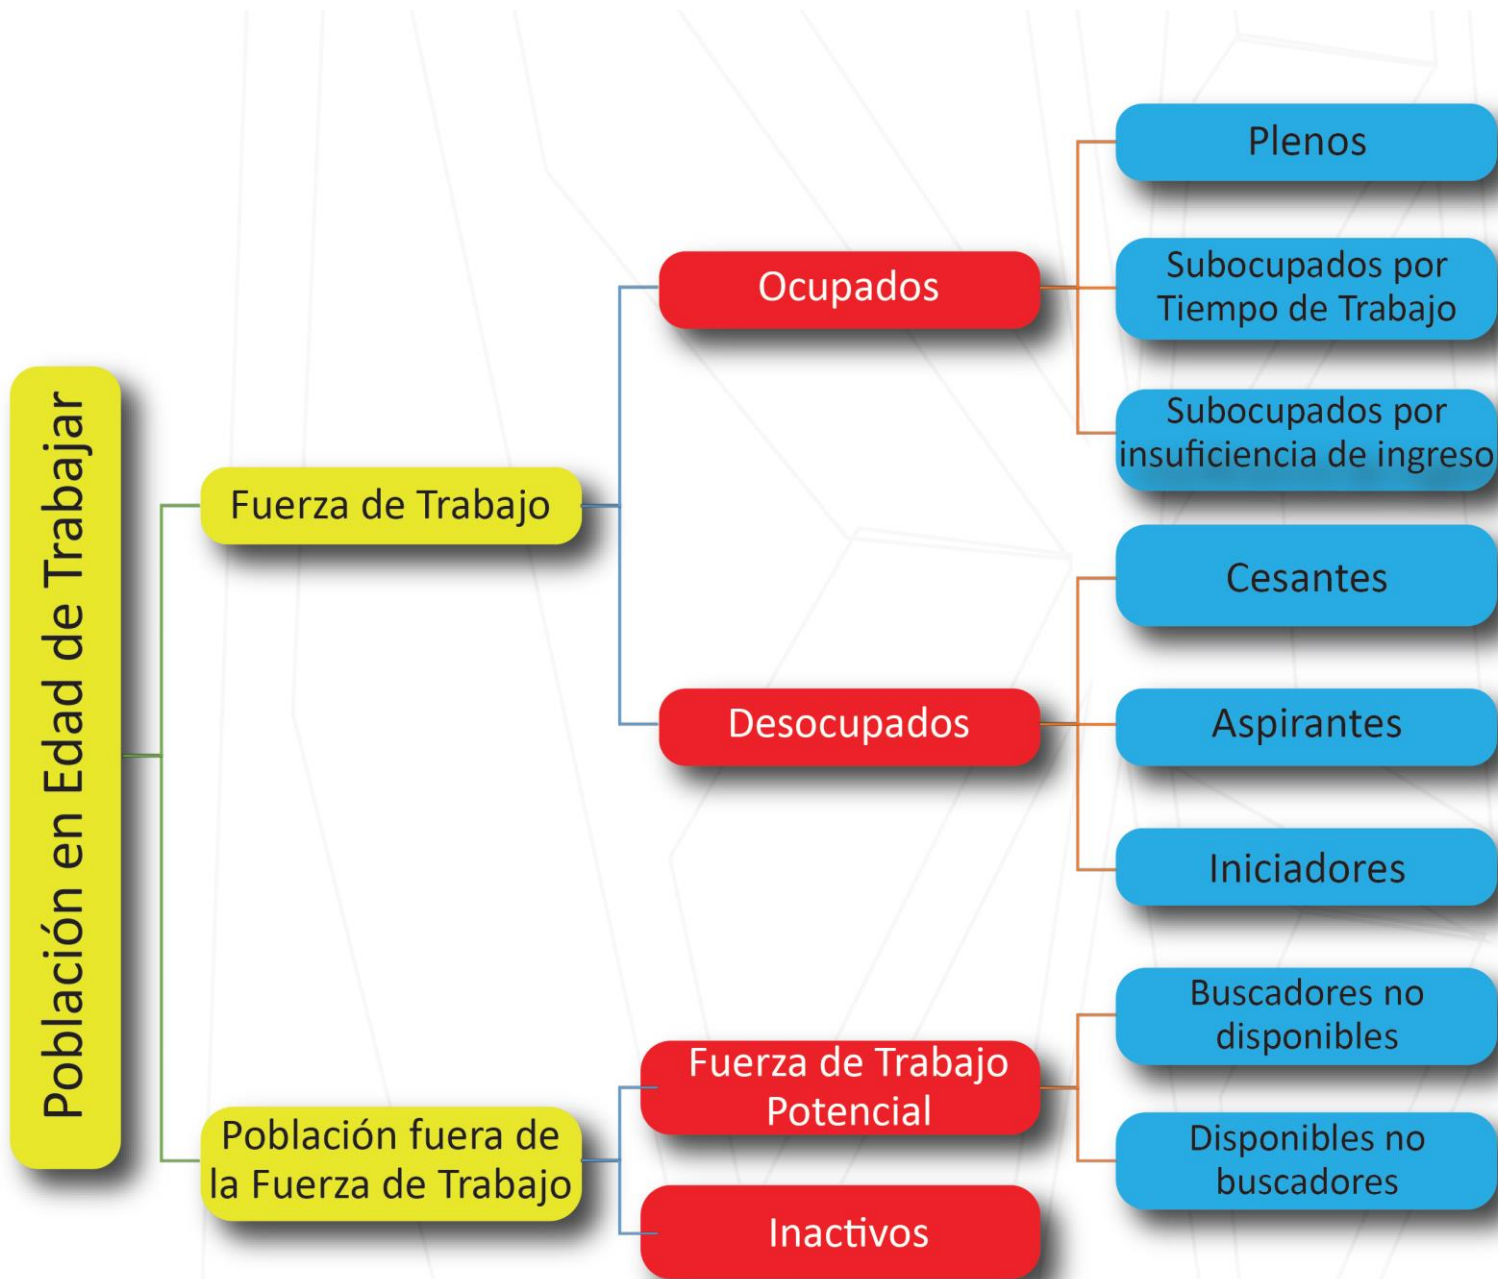 Población en Edad de Trabajar
Fuerza de Trabajo
Población fuera de
la Fuerza de Trabajo
Ocupados
Desocupados
Fuerza de Trabajo
Potencial
Inactivos
Plenos
Subocupados por
Tiempo de Trabajo
Subocupados por
insuficiencia de ingreso
Cesantes
Aspirantes
Iniciadores
Buscadores no
disponibles
Disponibles no
buscadores